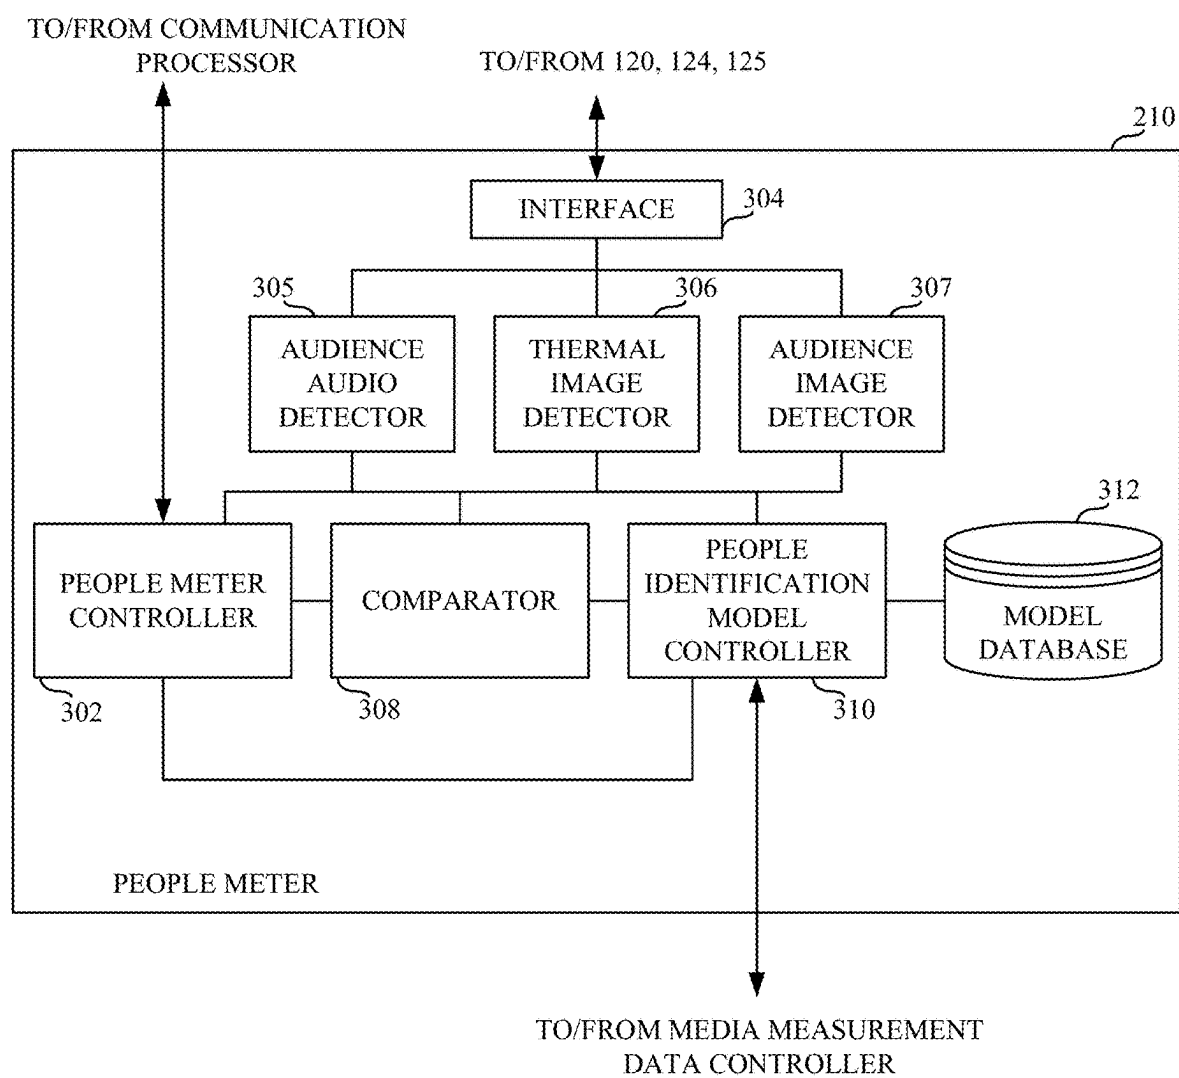 TO/FROM COMMUNICATION
PROCESSOR
TO/FROM 120, 124, 125
210
INTERFACE
304
305
306
307
AUDIENCE
AUDIO
DETECTOR
THERMAL
IMAGE
DETECTOR
AUDIENCE
IMAGE
DETECTOR
312
PEOPLE METER
CONTROLLER
COMPARATOR
PEOPLE
IDENTIFICATION
MODEL
CONTROLLER
MODEL
DATABASE
302
308
310
PEOPLE METER
TO/FROM MEDIA MEASUREMENT
DATA CONTROLLER